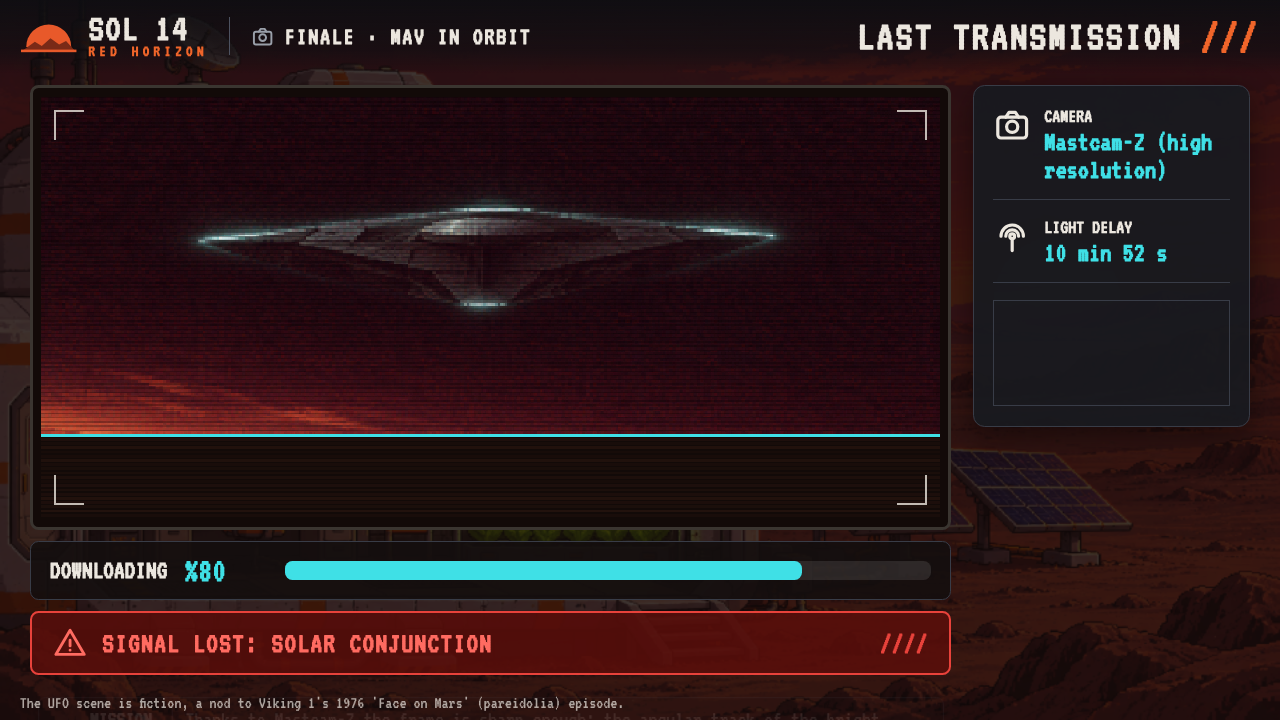 SOL 14
RED HORIZON
FINALE · MAV IN ORBIT
LAST TRANSMISSION ///
CAMERA
Mastcam-Z (high
resolution)
LIGHT DELAY
10 min 52 s
DOWNLOADING %80
SIGNAL LOST: SOLAR CONJUNCTION ////
The UFO scene is fiction, a nod to Viking 1's 1976 'Face on Mars' (pareidolia) episode.